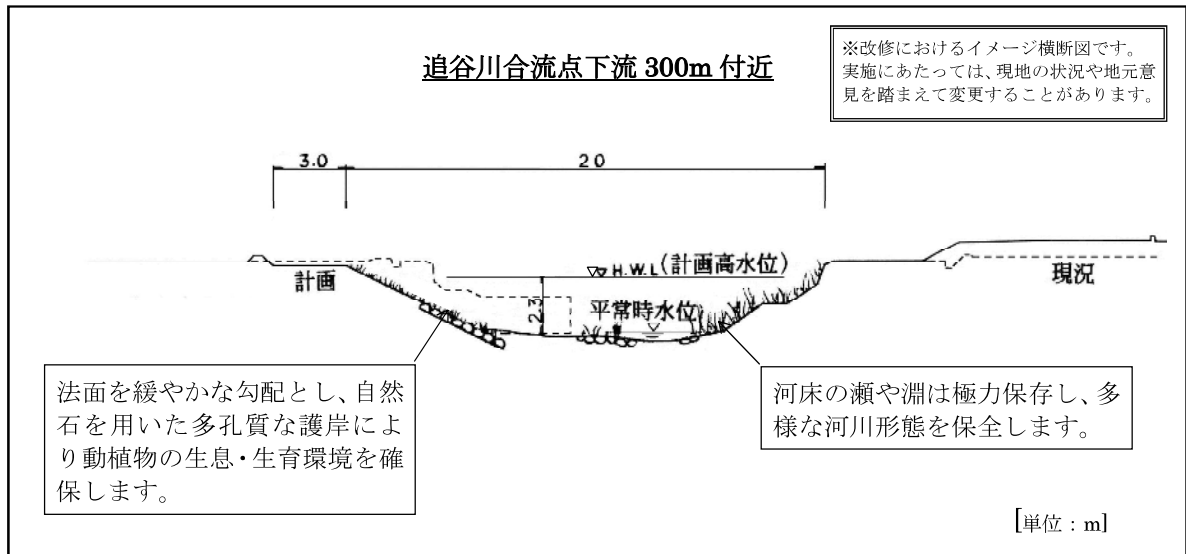 追谷川合流点下流 300m 付近
※改修におけるイメージ横断図です。
実施にあたっては、現地の状況や地元意
見を踏まえて変更することがあります。
3.0
20
H.W.L(計画高水位)
計画
現況
2.3
平常時水位
法面を緩やかな勾配とし、自然
石を用いた多孔質な護岸によ
り動植物の生息・生育環境を確
保します。
河床の瀬や淵は極力保存し、多
様な河川形態を保全します。
[単位：m]